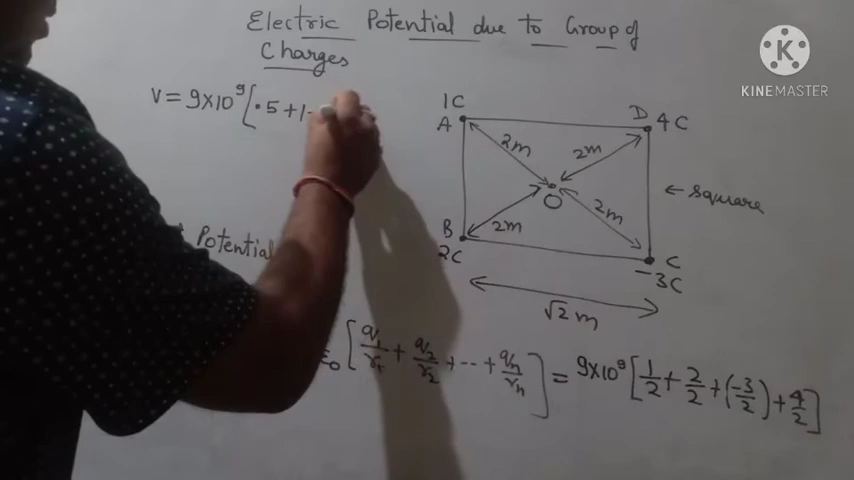 Electric Potential due to Group of
Charges
K
KINEMASTER
V = 9×10⁹[.5+1-
1C
A
D 4C
2m
2m
O
2m
2m
B
2C
C
-3C
← square
√2 m
Potential
ε₀ [q₁/r₁ + q₂/r₂ + -- + qₙ/rₙ] = 9×10⁹[1/2 + 2/2 + (-3/2) + 4/2]